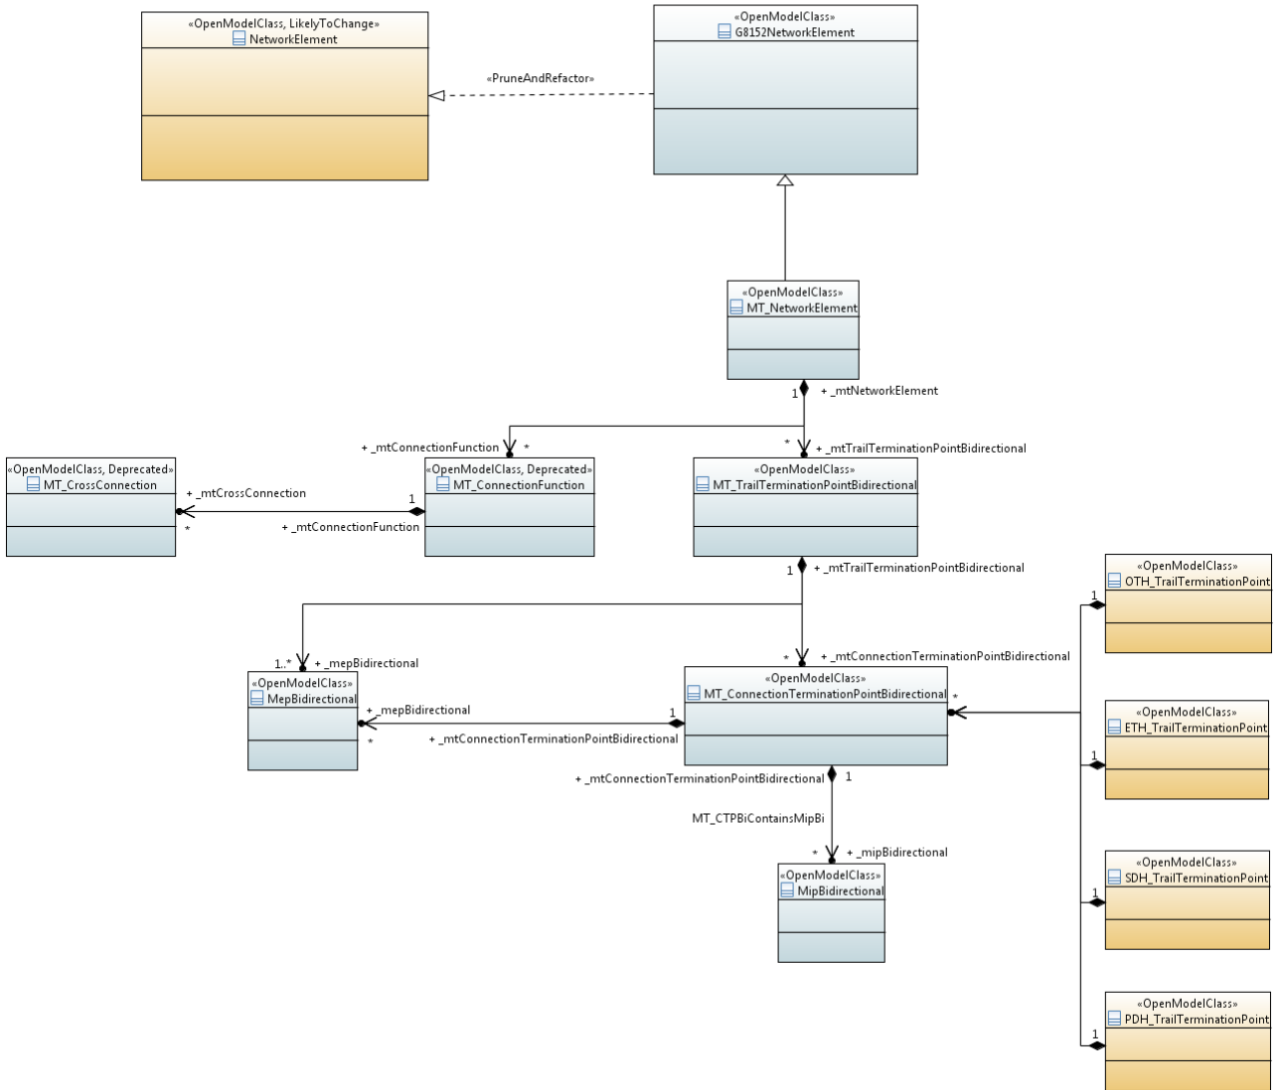 «OpenModelClass, LikelyToChange»
NetworkElement
«OpenModelClass»
G8152NetworkElement
«PruneAndRefactor»
«OpenModelClass»
MT_NetworkElement
1
+ _mtNetworkElement
+ _mtConnectionFunction
*
*
+ _mtTrailTerminationPointBidirectional
«OpenModelClass, Deprecated»
MT_CrossConnection
+ _mtCrossConnection
*
1
+ _mtConnectionFunction
«OpenModelClass, Deprecated»
MT_ConnectionFunction
«OpenModelClass»
MT_TrailTerminationPointBidirectional
1
+ _mtTrailTerminationPointBidirectional
1..*
+ _mepBidirectional
*
+ _mtConnectionTerminationPointBidirectional
«OpenModelClass»
MepBidirectional
+ _mepBidirectional
*
1
+ _mtConnectionTerminationPointBidirectional
«OpenModelClass»
MT_ConnectionTerminationPointBidirectional
*
+ _mtConnectionTerminationPointBidirectional
1
MT_CTPBiContainsMipBi
*
+ _mipBidirectional
«OpenModelClass»
MipBidirectional
«OpenModelClass»
OTH_TrailTerminationPoint
1
«OpenModelClass»
ETH_TrailTerminationPoint
1
«OpenModelClass»
SDH_TrailTerminationPoint
1
«OpenModelClass»
PDH_TrailTerminationPoint
1